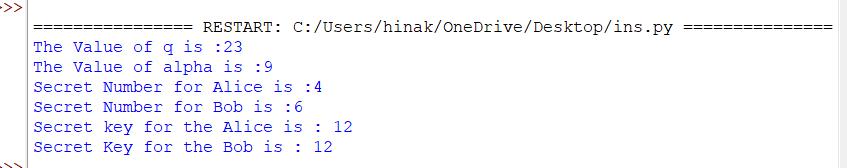 >>>
================ RESTART: C:/Users/hinak/OneDrive/Desktop/ins.py ===============
The Value of q is :23
The Value of alpha is :9
Secret Number for Alice is :4
Secret Number for Bob is :6
Secret key for the Alice is : 12
Secret Key for the Bob is : 12
>>>